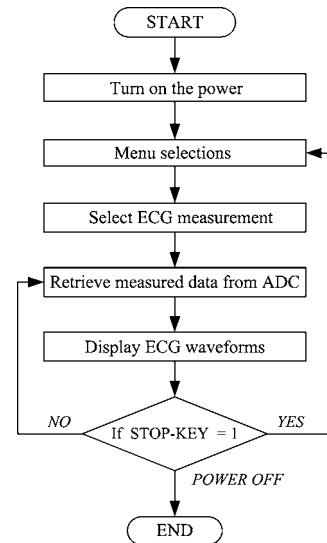 START
Turn on the power
Menu selections
Select ECG measurement
Retrieve measured data from ADC
Display ECG waveforms
NO
If STOP-KEY = 1
YES
POWER OFF
END